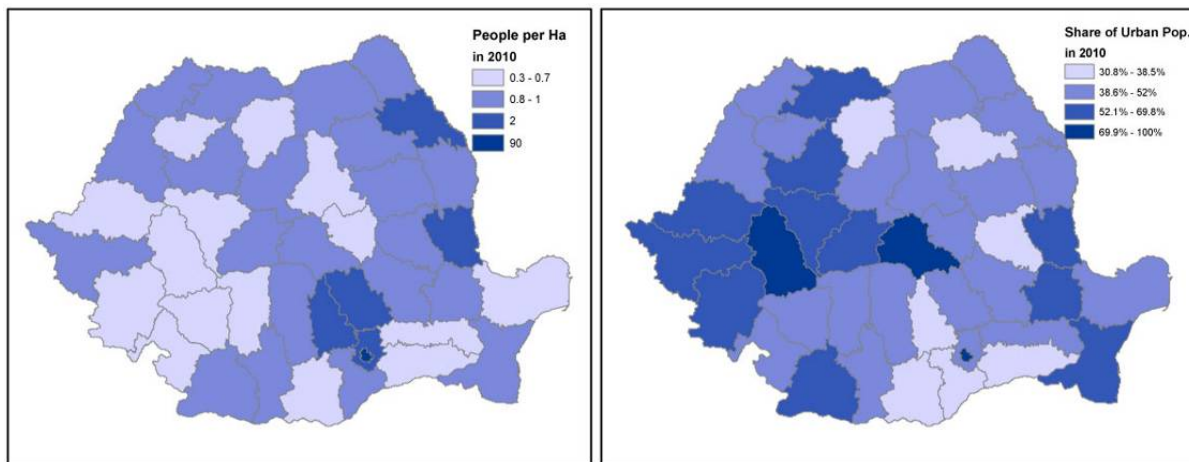 People per Ha
in 2010
0.3 - 0.7
0.8 - 1
2
90
Share of Urban Pop.
in 2010
30.8% - 38.5%
38.6% - 52%
52.1% - 69.8%
69.9% - 100%